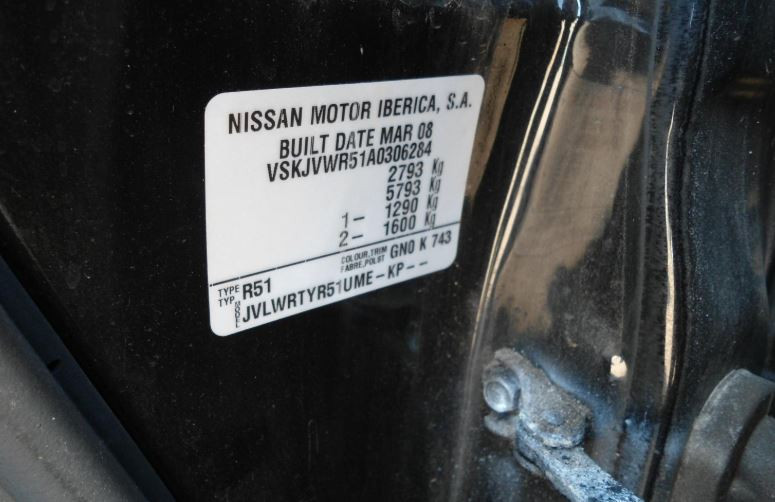 NISSAN MOTOR IBERICA, S.A.
BUILT DATE MAR 08
VSKJVWR51A0306284
2793 Kg
5793 Kg
1- 1290 Kg
2- 1600 Kg
TYPE TYP. R51 COLOUR,TRIM FABRE,POLST GN0 K 743
MODEL JVLWRTYR51UME-KP--